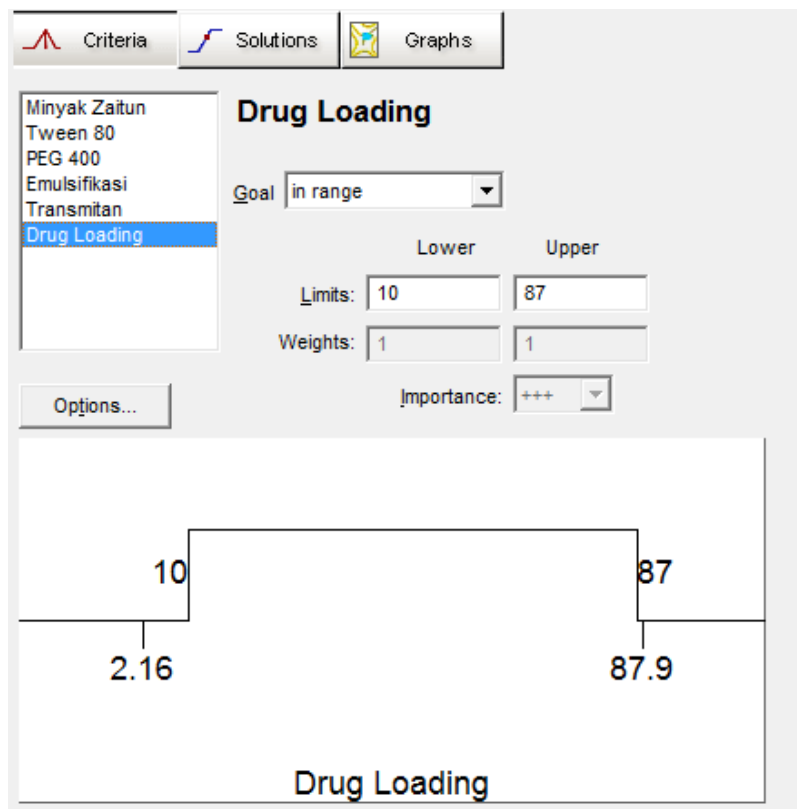 Criteria Solutions Graphs
Minyak Zaitun
Tween 80
PEG 400
Emulsifikasi
Transmitan
Drug Loading
Drug Loading
Goal in range
Lower Upper
Limits: 10 87
Weights: 1 1
Importance: +++
Options...
10 87
2.16 87.9
Drug Loading